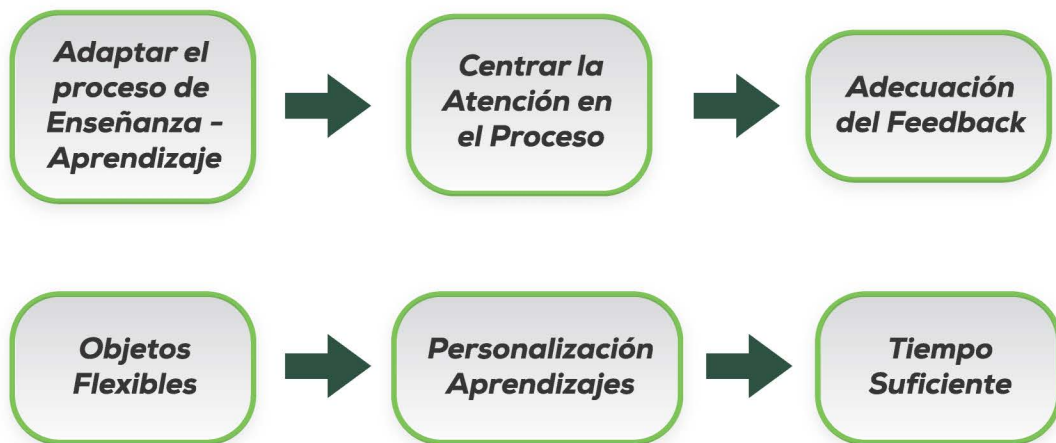 Adaptar el
proceso de
Enseñanza -
Aprendizaje
Centrar la
Atención en
el Proceso
Adecuación
del Feedback
Objetos
Flexibles
Personalización
Aprendizajes
Tiempo
Suficiente